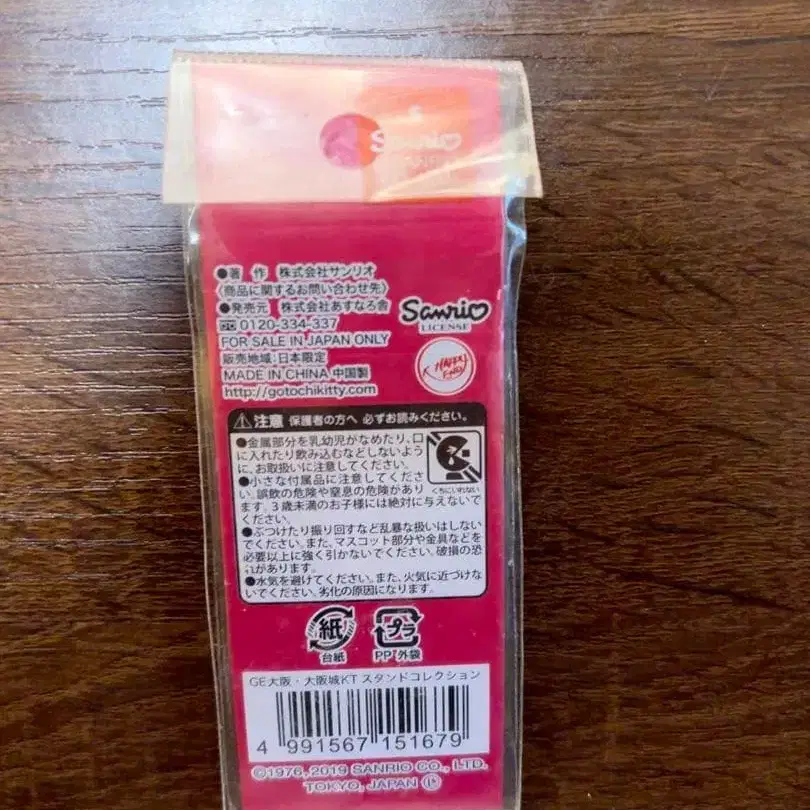 Sanrio
●著 作 株式会社サンリオ
〈商品に関するお問い合わせ先〉
●発売元 株式会社あすなろ舎
0120-334-337
FOR SALE IN JAPAN ONLY
販売地域:日本限定
MADE IN CHINA 中国製
http://gotochikitty.com
Sanrio
LICENSE
HAPPY
⚠注意 保護者の方へ 必ずお読みください。
●金属部分を乳幼児がなめたり、口
に入れたり飲み込むなどしないよう
に、お取扱いに注意してください。
●小さな付属品に注意してくださ
い。誤飲の危険や窒息の危険があり
ます。3歳未満のお子様には絶対に与えないで
ください。
●ぶつけたり振り回すなど乱暴な扱いはしない
でください。また、マスコット部分や金具などを
必要以上に強く引かないでください。破損の恐
れがあります。
●水気を避けてください。また、火気に近づけな
いでください。劣化の原因になります。
くちにいれない
紙
台紙
プラ
PP 外袋
GE大阪・大阪城KT スタンドコレクション
4 991567 151679
©1976, 2019 SANRIO CO., LTD.
TOKYO, JAPAN Ⓛ